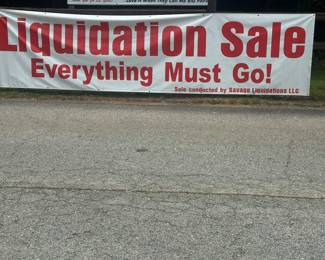 Liquidation Sale
Everything Must Go!
Sale conducted by Savage Liquidations LLC